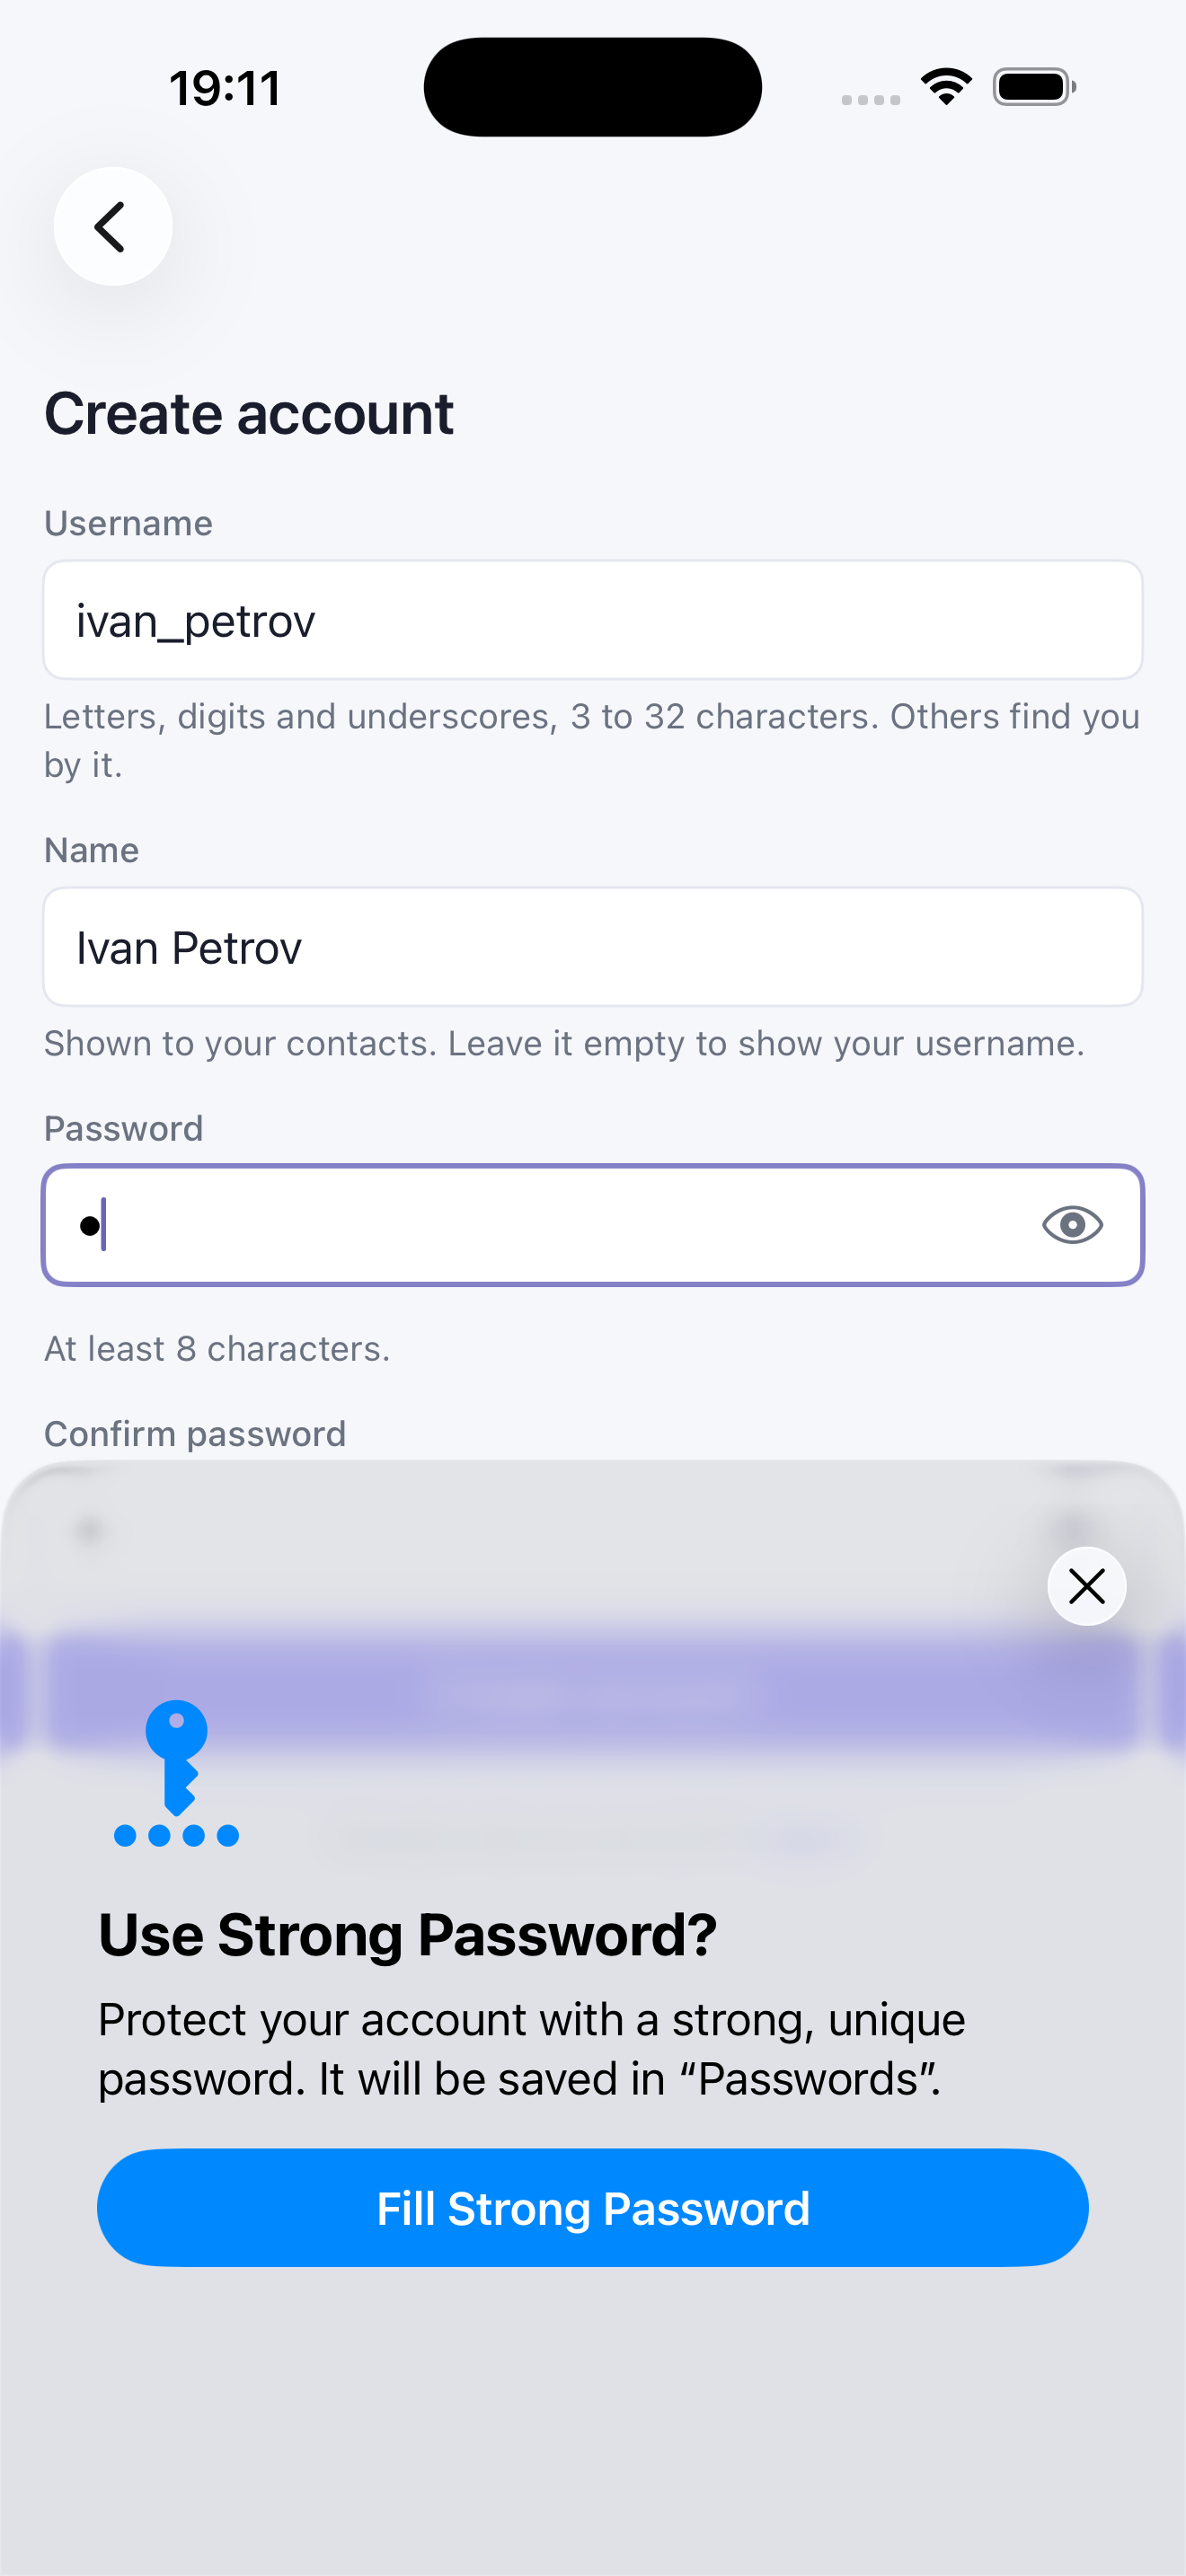 19:11
Create account
Username
ivan_petrov
Letters, digits and underscores, 3 to 32 characters. Others find you
by it.
Name
Ivan Petrov
Shown to your contacts. Leave it empty to show your username.
Password
At least 8 characters.
Confirm password
Use Strong Password?
Protect your account with a strong, unique
password. It will be saved in “Passwords”.
Fill Strong Password